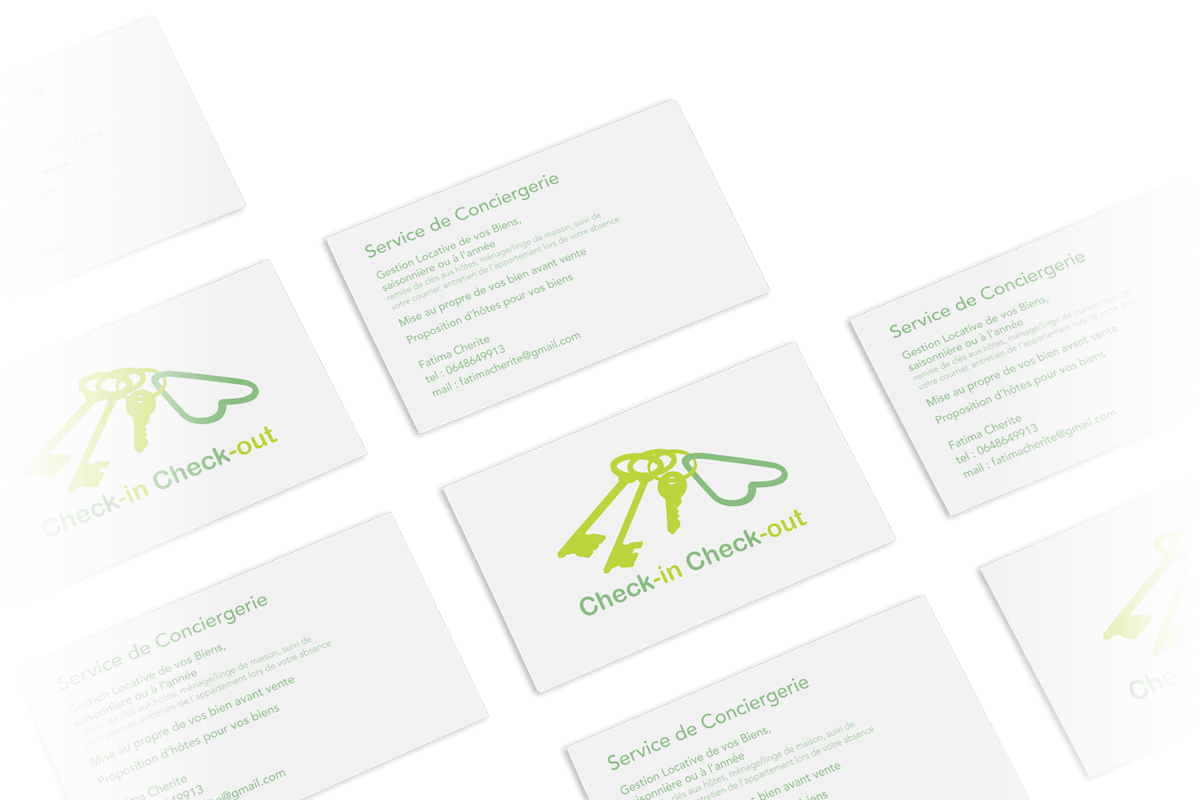 Service de Conciergerie
Gestion Locative de vos Biens,
saisonnière ou à l'année
remise de clés aux hôtes, ménage/linge de maison, suivi de
votre courrier, entretien de l'appartement lors de votre absence
Mise au propre de vos bien avant vente
Proposition d'hôtes pour vos biens
Fatima Cherite
tel : 0648649913
mail : fatimacherite@gmail.com
Service de Conciergerie
Gestion Locative de vos Biens,
saisonnière ou à l'année
remise de clés aux hôtes, ménage/linge de maison, suivi de
votre courrier, entretien de l'appartement lors de votre absence
Mise au propre de vos bien avant vente
Proposition d'hôtes pour vos biens
Fatima Cherite
tel : 0648649913
mail : fatimacherite@gmail.com
Check-in Check-out
Check-in Check-out
Service de Conciergerie
Gestion Locative de vos Biens,
saisonnière ou à l'année
remise de clés aux hôtes, ménage/linge de maison, suivi de
votre courrier, entretien de l'appartement lors de votre absence
Mise au propre de vos bien avant vente
Proposition d'hôtes pour vos biens
Cherite
Service de Conciergerie
Gestion Locative de vos Biens,
saisonnière ou à l'année
remise de clés aux hôtes, ménage/linge de maison, suivi de
votre courrier, entretien de l'appartement lors de votre absence
Mise au propre de vos bien avant vente
Proposition d'hôtes pour vos biens